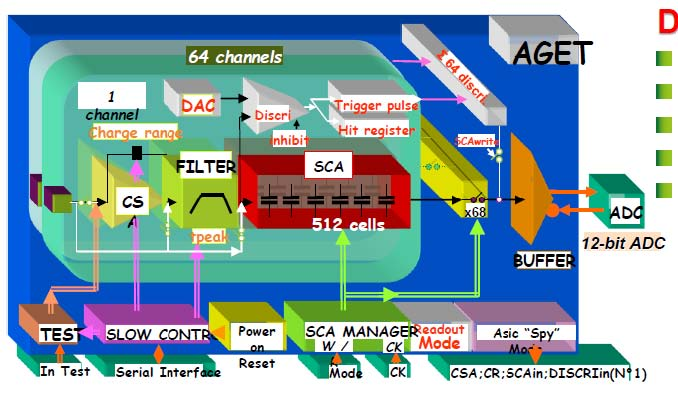 D
AGET
64 channels
Σ 64 discri.
1
channel
DAC
Discri
Trigger pulse
Hit register
inhibit
SCAwrite
Charge range
FILTER
SCA
CS
A
tpeak
512 cells
x68
BUFFER
ADC
12-bit ADC
TEST
SLOW CONTR
Power
on
Reset
SCA MANAGER
W /
CK
Readout
Mode
Asic “Spy”
Mode
In Test
Serial Interface
Mode
CK
CSA;CR;SCAin;DISCRIin(N°1)